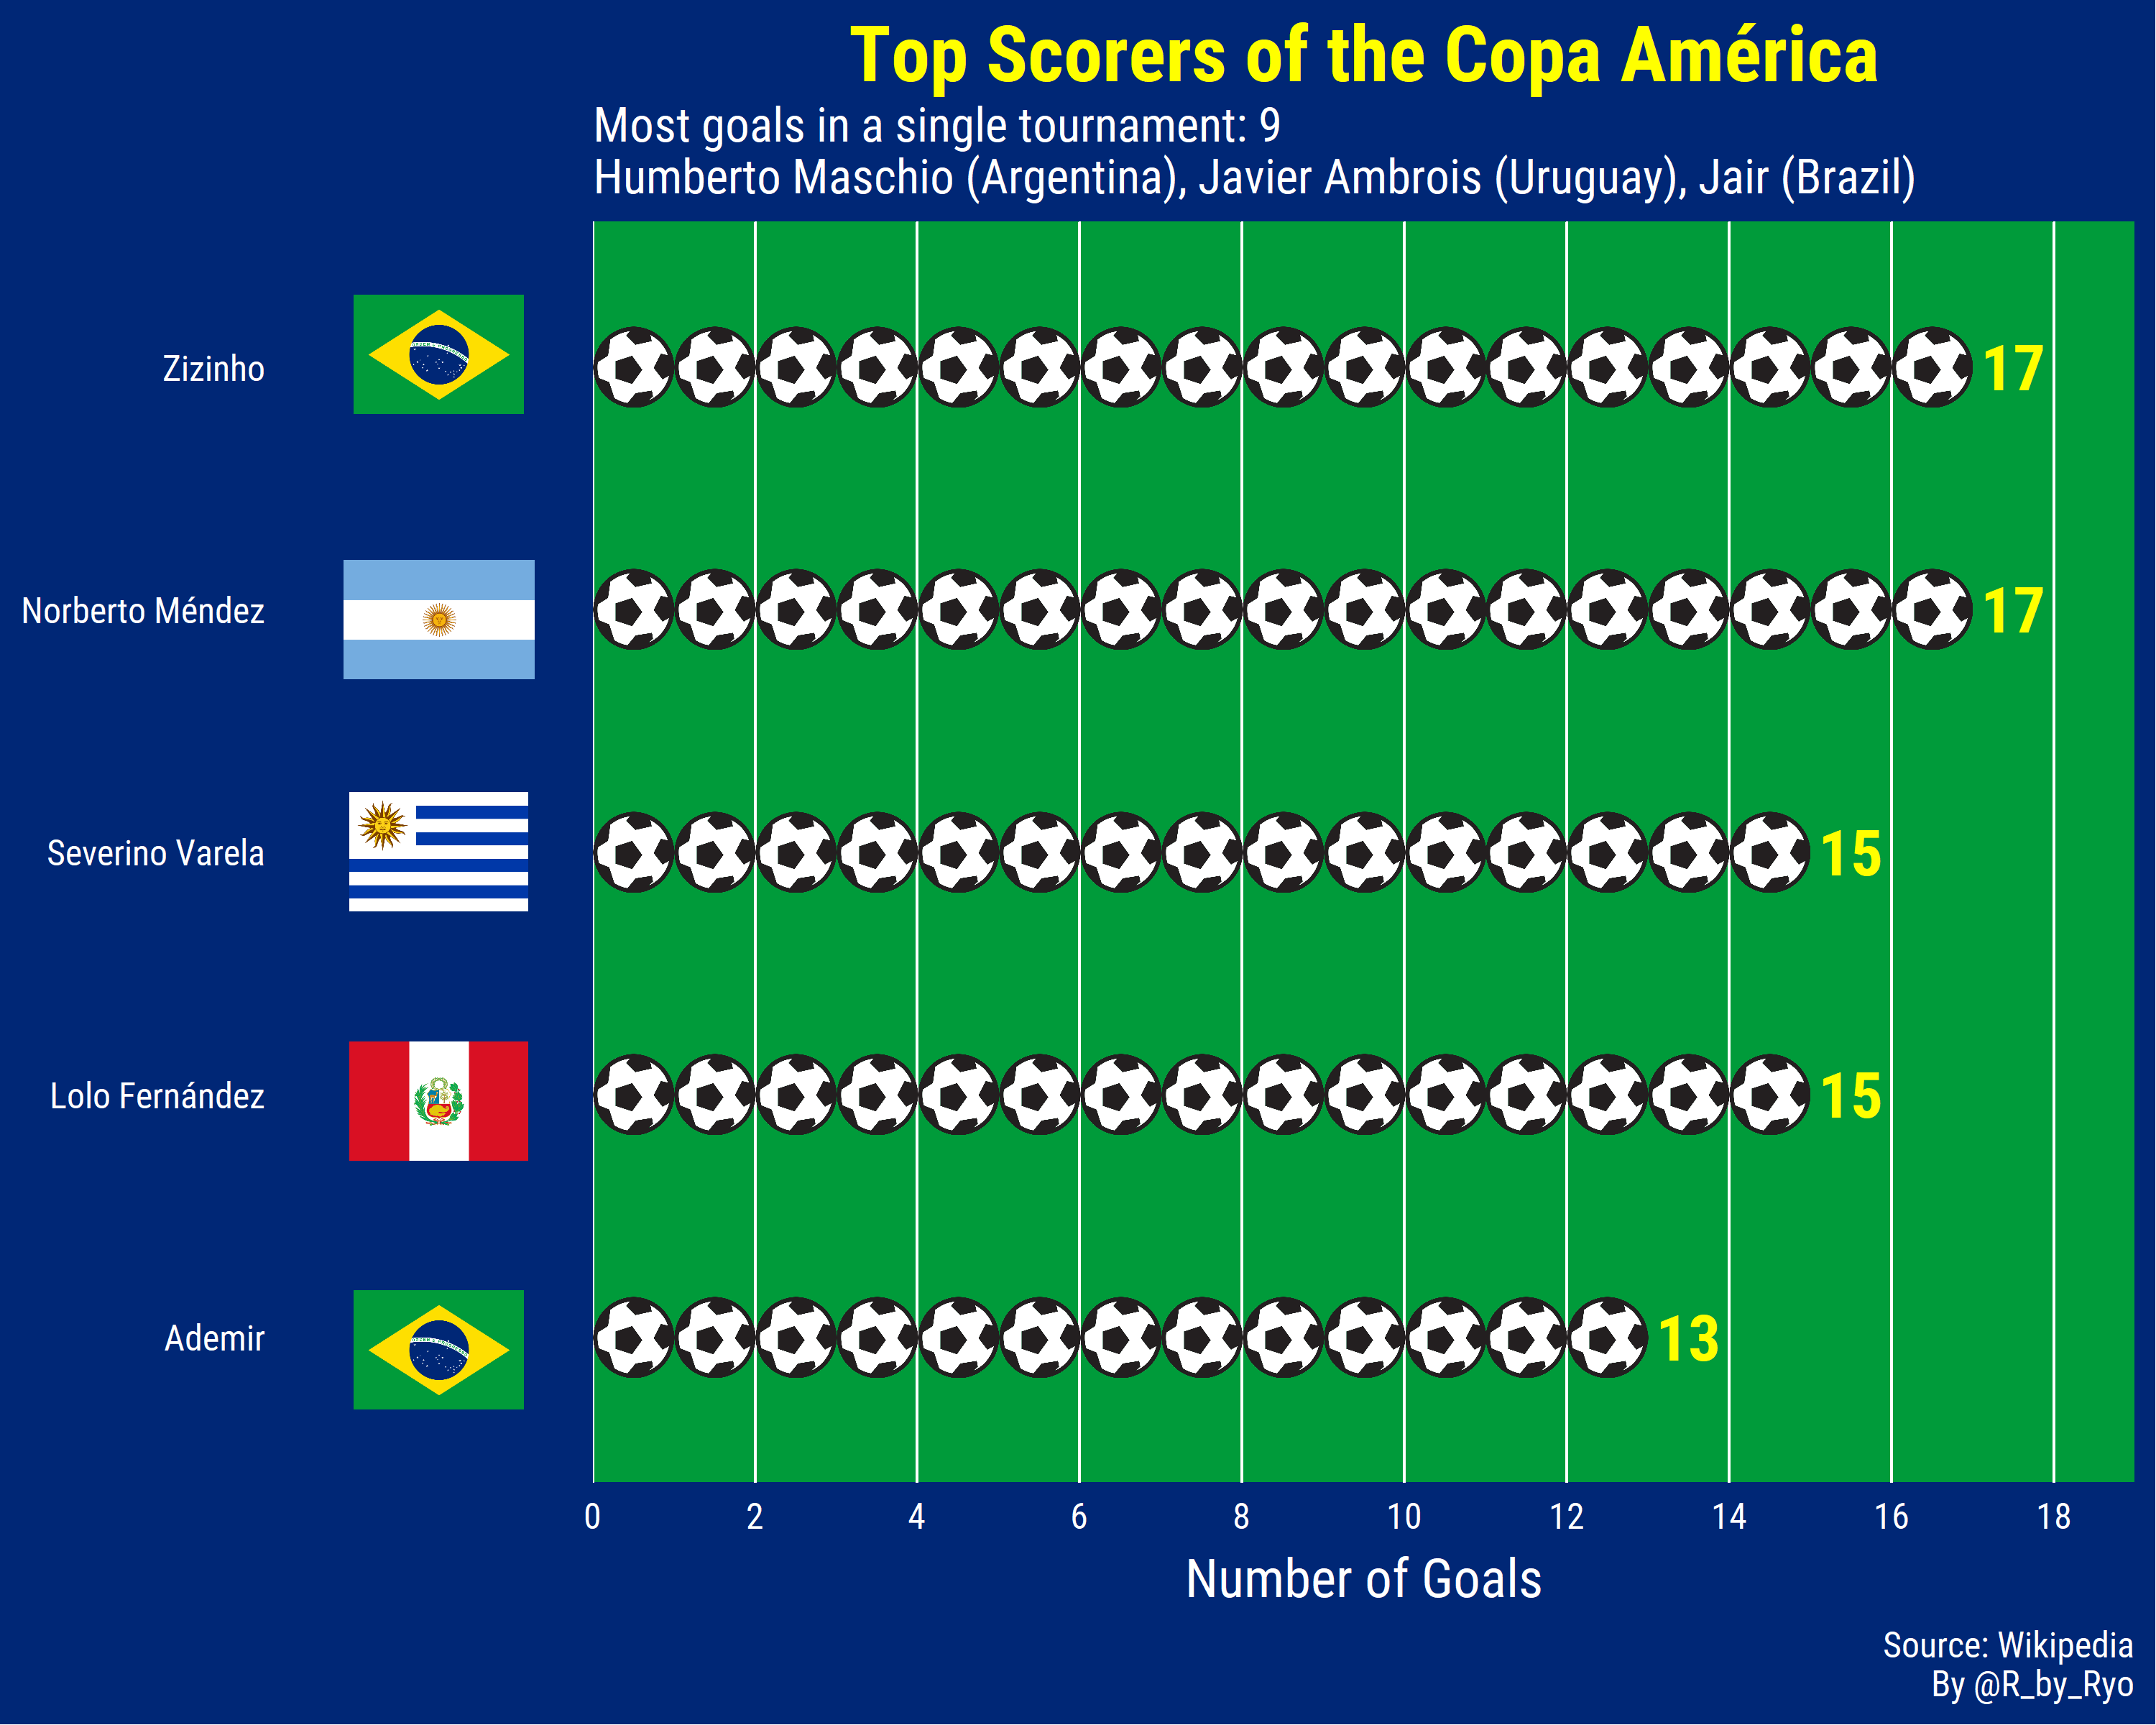 Top Scorers of the Copa América
Most goals in a single tournament: 9
Humberto Maschio (Argentina), Javier Ambrois (Uruguay), Jair (Brazil)
Zizinho
17
Norberto Méndez
17
Severino Varela
15
Lolo Fernández
15
Ademir
13
0 2 4 6 8 10 12 14 16 18
Number of Goals
Source: Wikipedia
By @R_by_Ryo